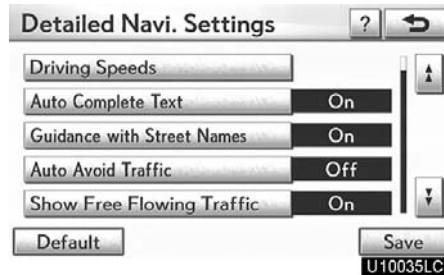 Detailed Navi. Settings ?
Driving Speeds
Auto Complete Text On
Guidance with Street Names On
Auto Avoid Traffic Off
Show Free Flowing Traffic On
Default Save
U10035LC